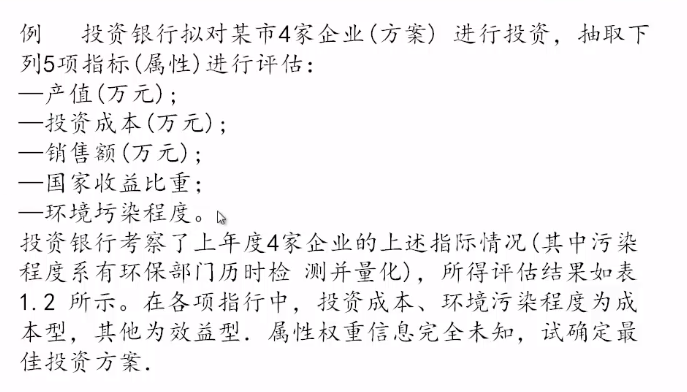 例 投资银行拟对某市4家企业(方案) 进行投资, 抽取下
列5项指标(属性)进行评估:
—产值(万元);
—投资成本(万元);
—销售额(万元);
—国家收益比重;
—环境污染程度。
投资银行考察了上年度4家企业的上述指际情况(其中污染
程度系有环保部门历时检 测并量化), 所得评估结果如表
1.2 所示。在各项指行中, 投资成本、环境污染程度为成
本型, 其他为效益型. 属性权重信息完全未知, 试确定最
佳投资方案.